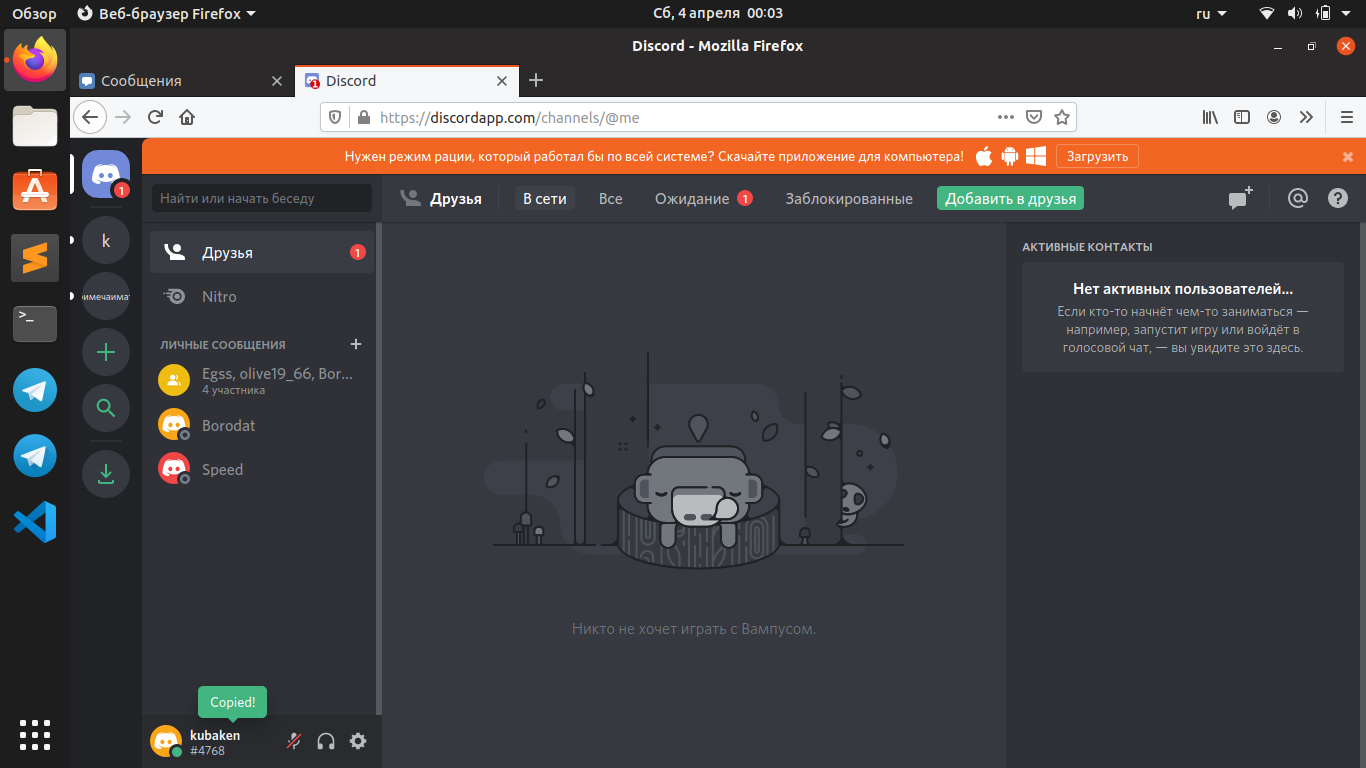 Обзор
Веб-браузер Firefox
Сб, 4 апреля 00:03
ru
Discord - Mozilla Firefox
Сообщения
1
Discord
https://discordapp.com/channels/@me
Нужен режим рации, который работал бы по всей системе? Скачайте приложение для компьютера!
Загрузить
1
k
Найти или начать беседу
Друзья
В сети
Все
Ожидание 1
Заблокированные
Добавить в друзья
Друзья 1
Nitro
ЛИЧНЫЕ СООБЩЕНИЯ
Egss, olive19_66, Bor...
4 участника
Borodat
Speed
Никто не хочет играть с Вампусом.
АКТИВНЫЕ КОНТАКТЫ
Нет активных пользователей...
Если кто-то начнёт чем-то заниматься —
например, запустит игру или войдёт в
голосовой чат, — вы увидите это здесь.
Copied!
kubaken
#4768